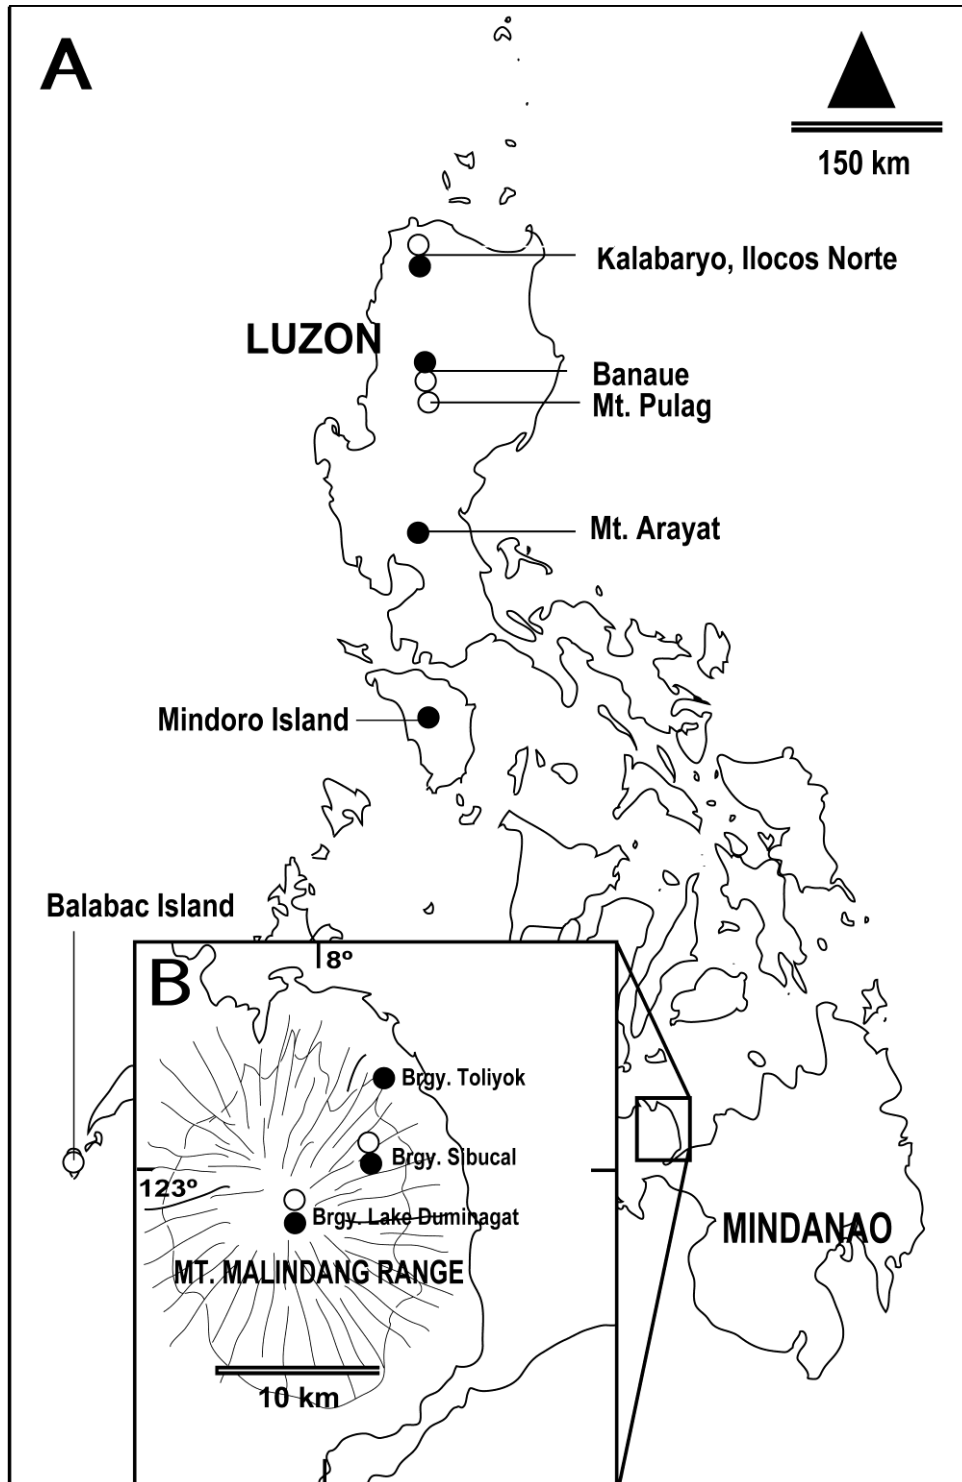 A
150 km
Kalabaryo, Ilocos Norte
LUZON
Banaue
Mt. Pulag
Mt. Arayat
Mindoro Island
Balabac Island
B
8º
Brgy. Toliyok
Brgy. Sibucal
123º
Brgy. Lake Duminagat
MINDANAO
MT. MALINDANG RANGE
10 km